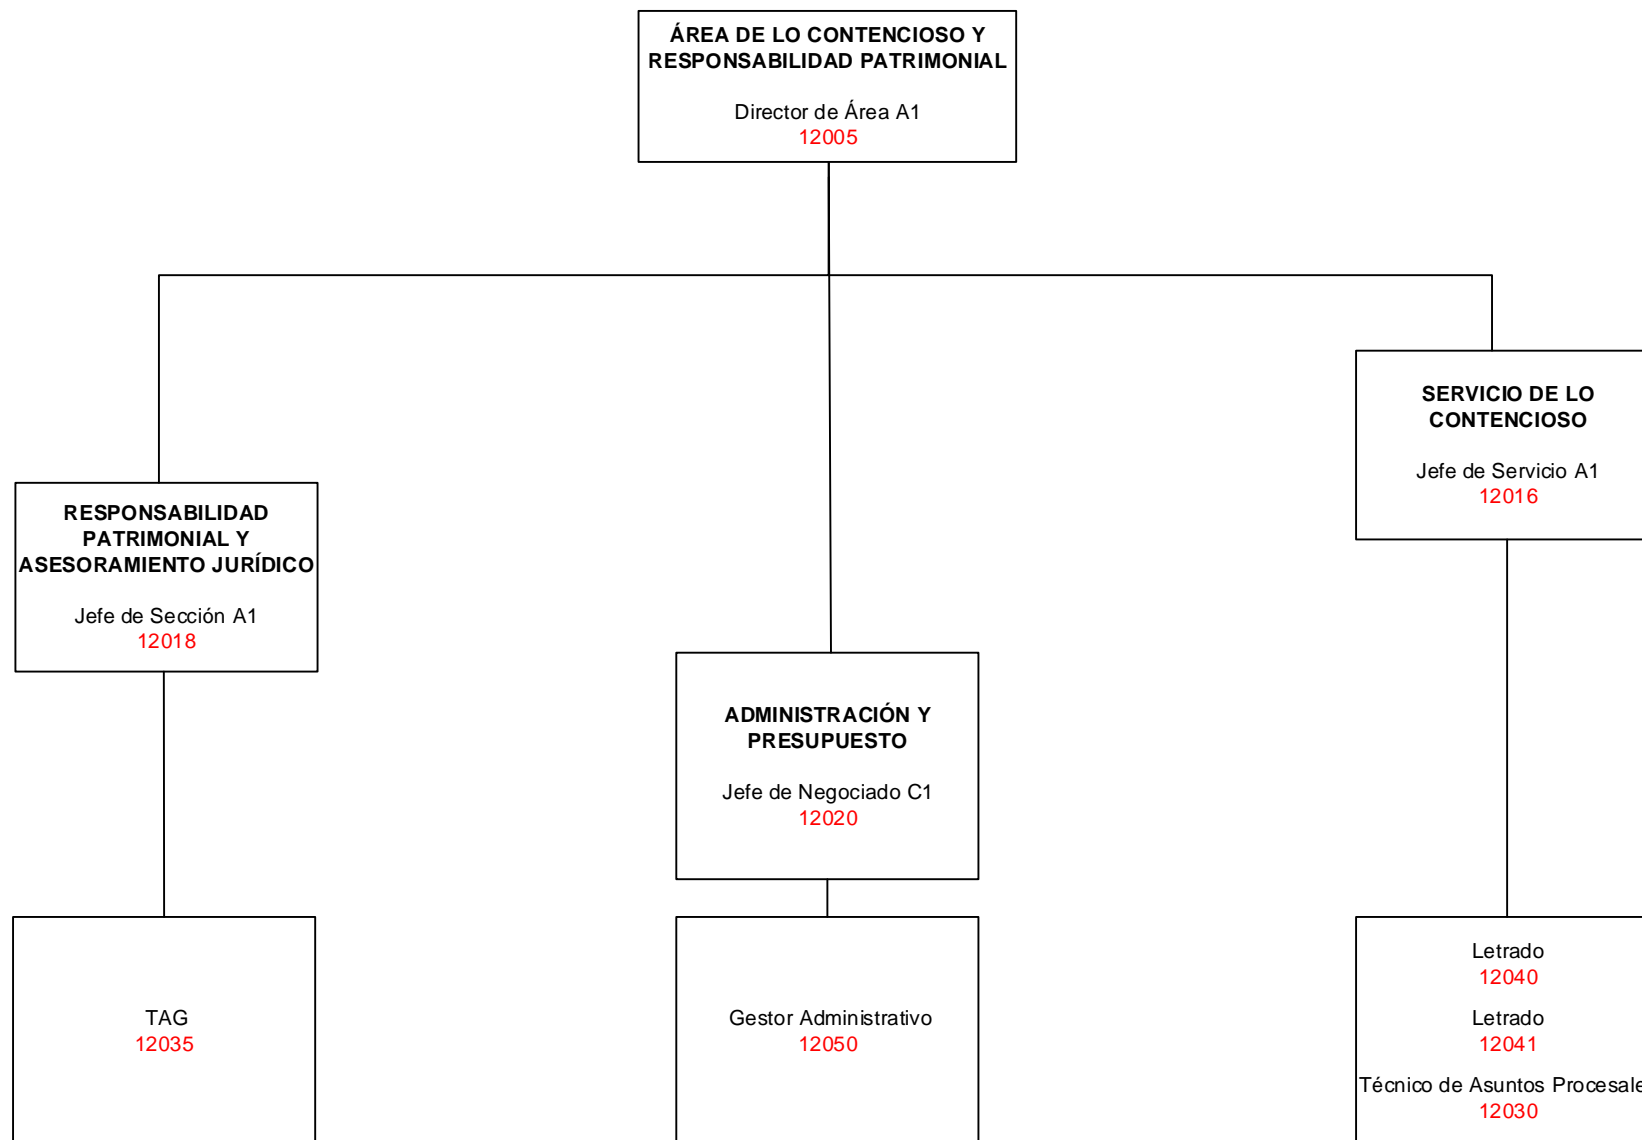 ÁREA DE LO CONTENCIOSO Y
RESPONSABILIDAD PATRIMONIAL
Director de Área A1
12005
SERVICIO DE LO
CONTENCIOSO
Jefe de Servicio A1
12016
RESPONSABILIDAD
PATRIMONIAL Y
ASESORAMIENTO JURÍDICO
Jefe de Sección A1
12018
ADMINISTRACIÓN Y
PRESUPUESTO
Jefe de Negociado C1
12020
TAG
12035
Gestor Administrativo
12050
Letrado
12040
Letrado
12041
Técnico de Asuntos Procesale
12030